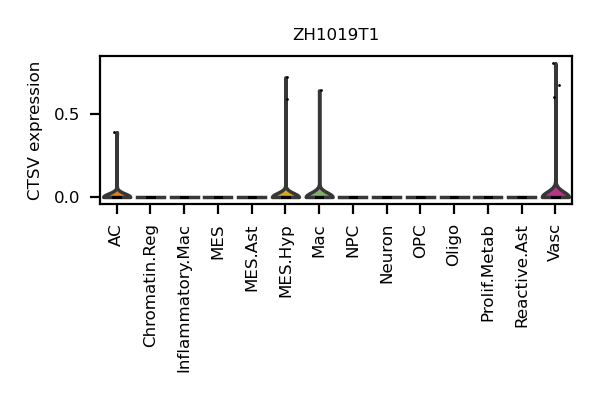 ZH1019T1
CTSV expression
0.5
0.0
AC
Chromatin.Reg
Inflammatory.Mac
MES
MES.Ast
MES.Hyp
Mac
NPC
Neuron
OPC
Oligo
Prolif.Metab
Reactive.Ast
Vasc